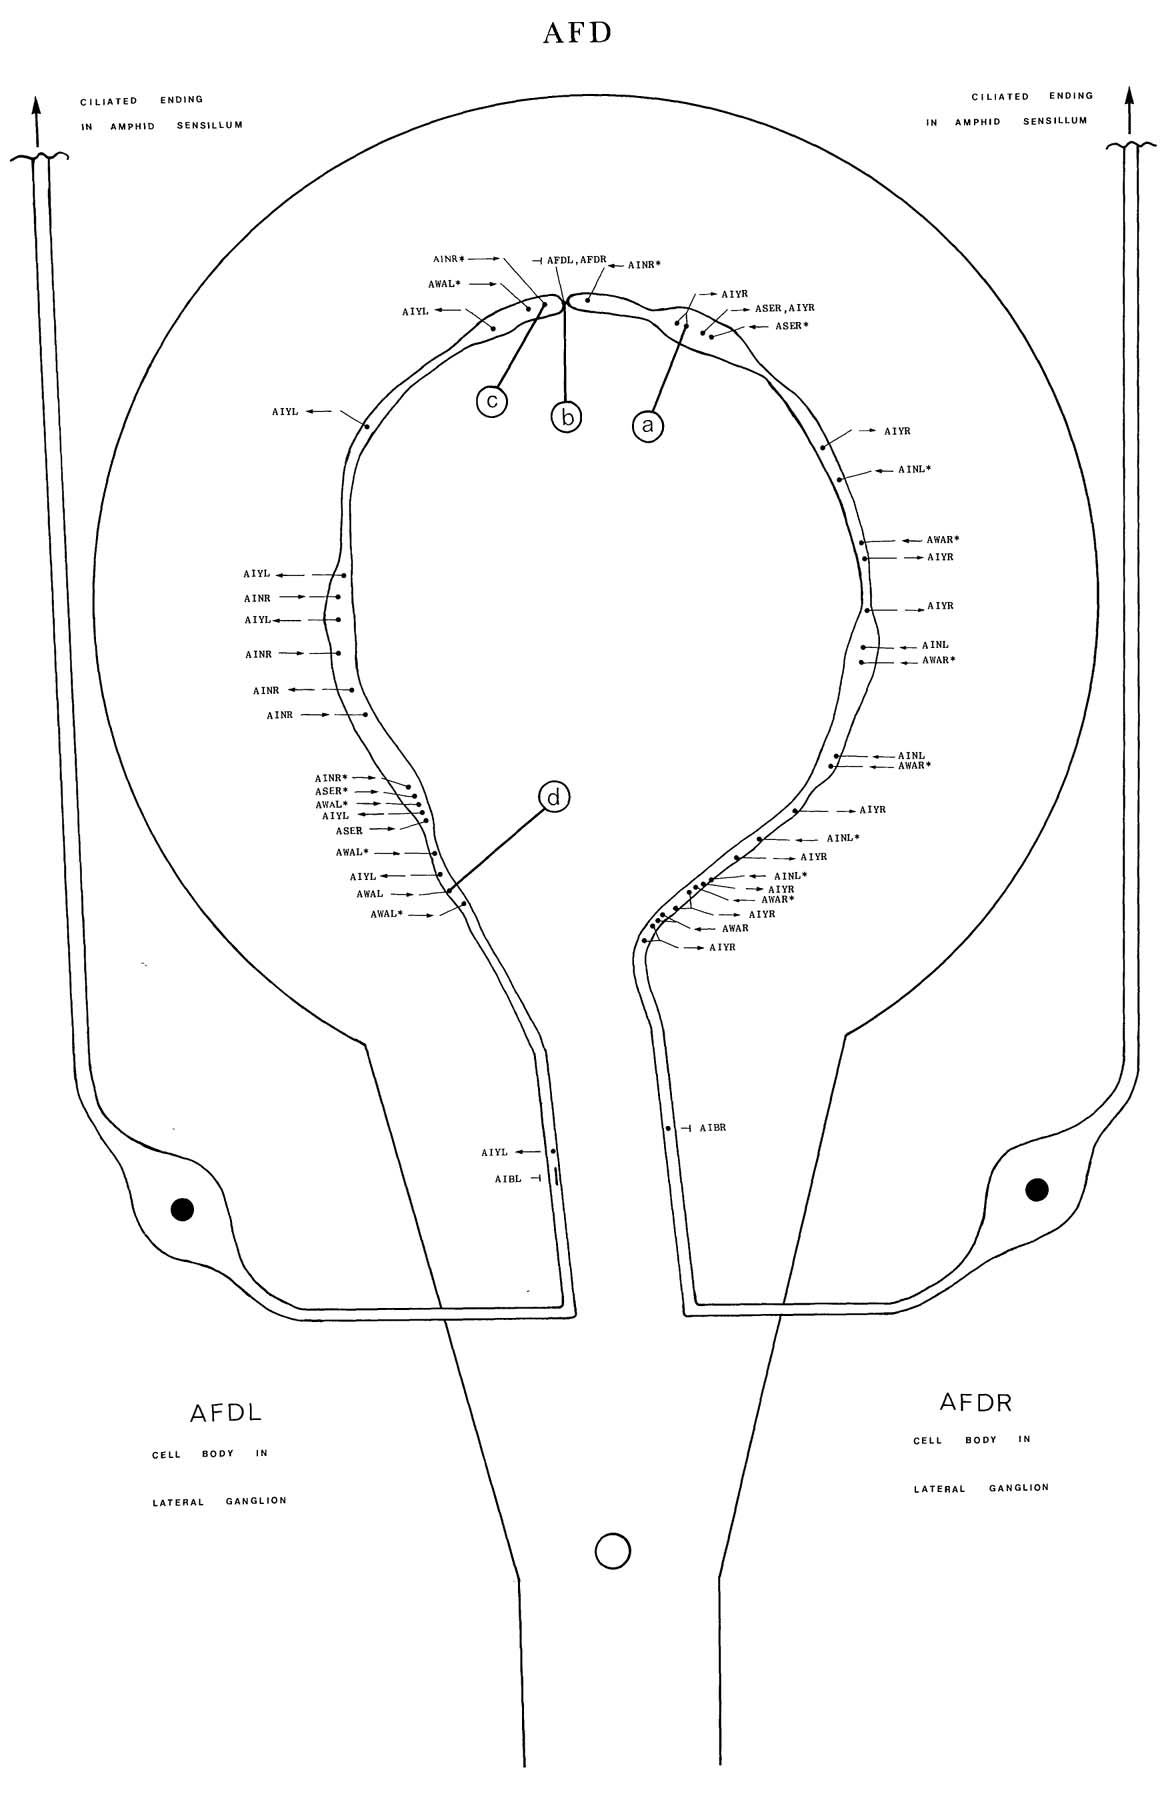 AFD
CILIATED ENDING
IN AMPHID SENSILLUM
CILIATED ENDING
IN AMPHID SENSILLUM
AINR*
AFDL,AFDR
AINR*
AWAL*
AIYL
AIYR
ASER,AIYR
ASER*
c
b
a
AIYL
AIYR
AINL*
AWAR*
AIYR
AIYL
AINR
AIYL
AINR
AINR
AINR
AIYR
AINL
AWAR*
AINL
AWAR*
AINR*
ASER*
AWAL*
AIYL
ASER
AWAL*
AIYL
AWAL
AWAL*
d
AIYR
AINL*
AIYR
AINL*
AIYR
AWAR*
AIYR
AWAR
AIYR
AIBR
AIYL
AIBL
AFDL
CELL BODY IN
LATERAL GANGLION
AFDR
CELL BODY IN
LATERAL GANGLION